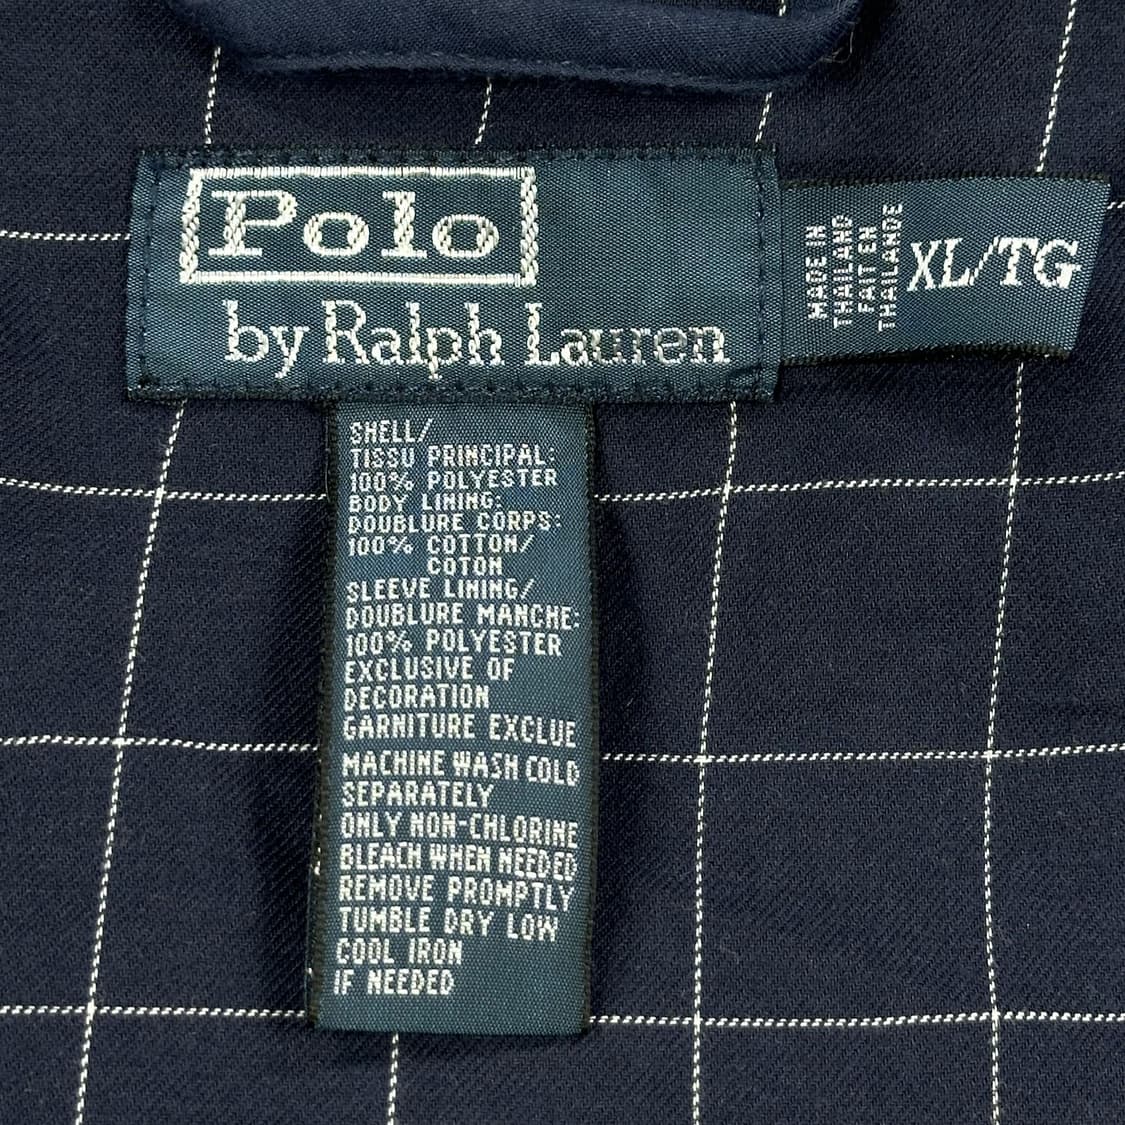 Polo
by Ralph Lauren
MADE IN
THAILAND
FAIT EN
THAILANDE
XL/TG
SHELL/
TISSU PRINCIPAL:
100% POLYESTER
BODY LINING:
DOUBLURE CORPS:
100% COTTON/
COTON
SLEEVE LINING/
DOUBLURE MANCHE:
100% POLYESTER
EXCLUSIVE OF
DECORATION
GARNITURE EXCLUE
MACHINE WASH COLD
SEPARATELY
ONLY NON-CHLORINE
BLEACH WHEN NEEDED
REMOVE PROMPTLY
TUMBLE DRY LOW
COOL IRON
IF NEEDED